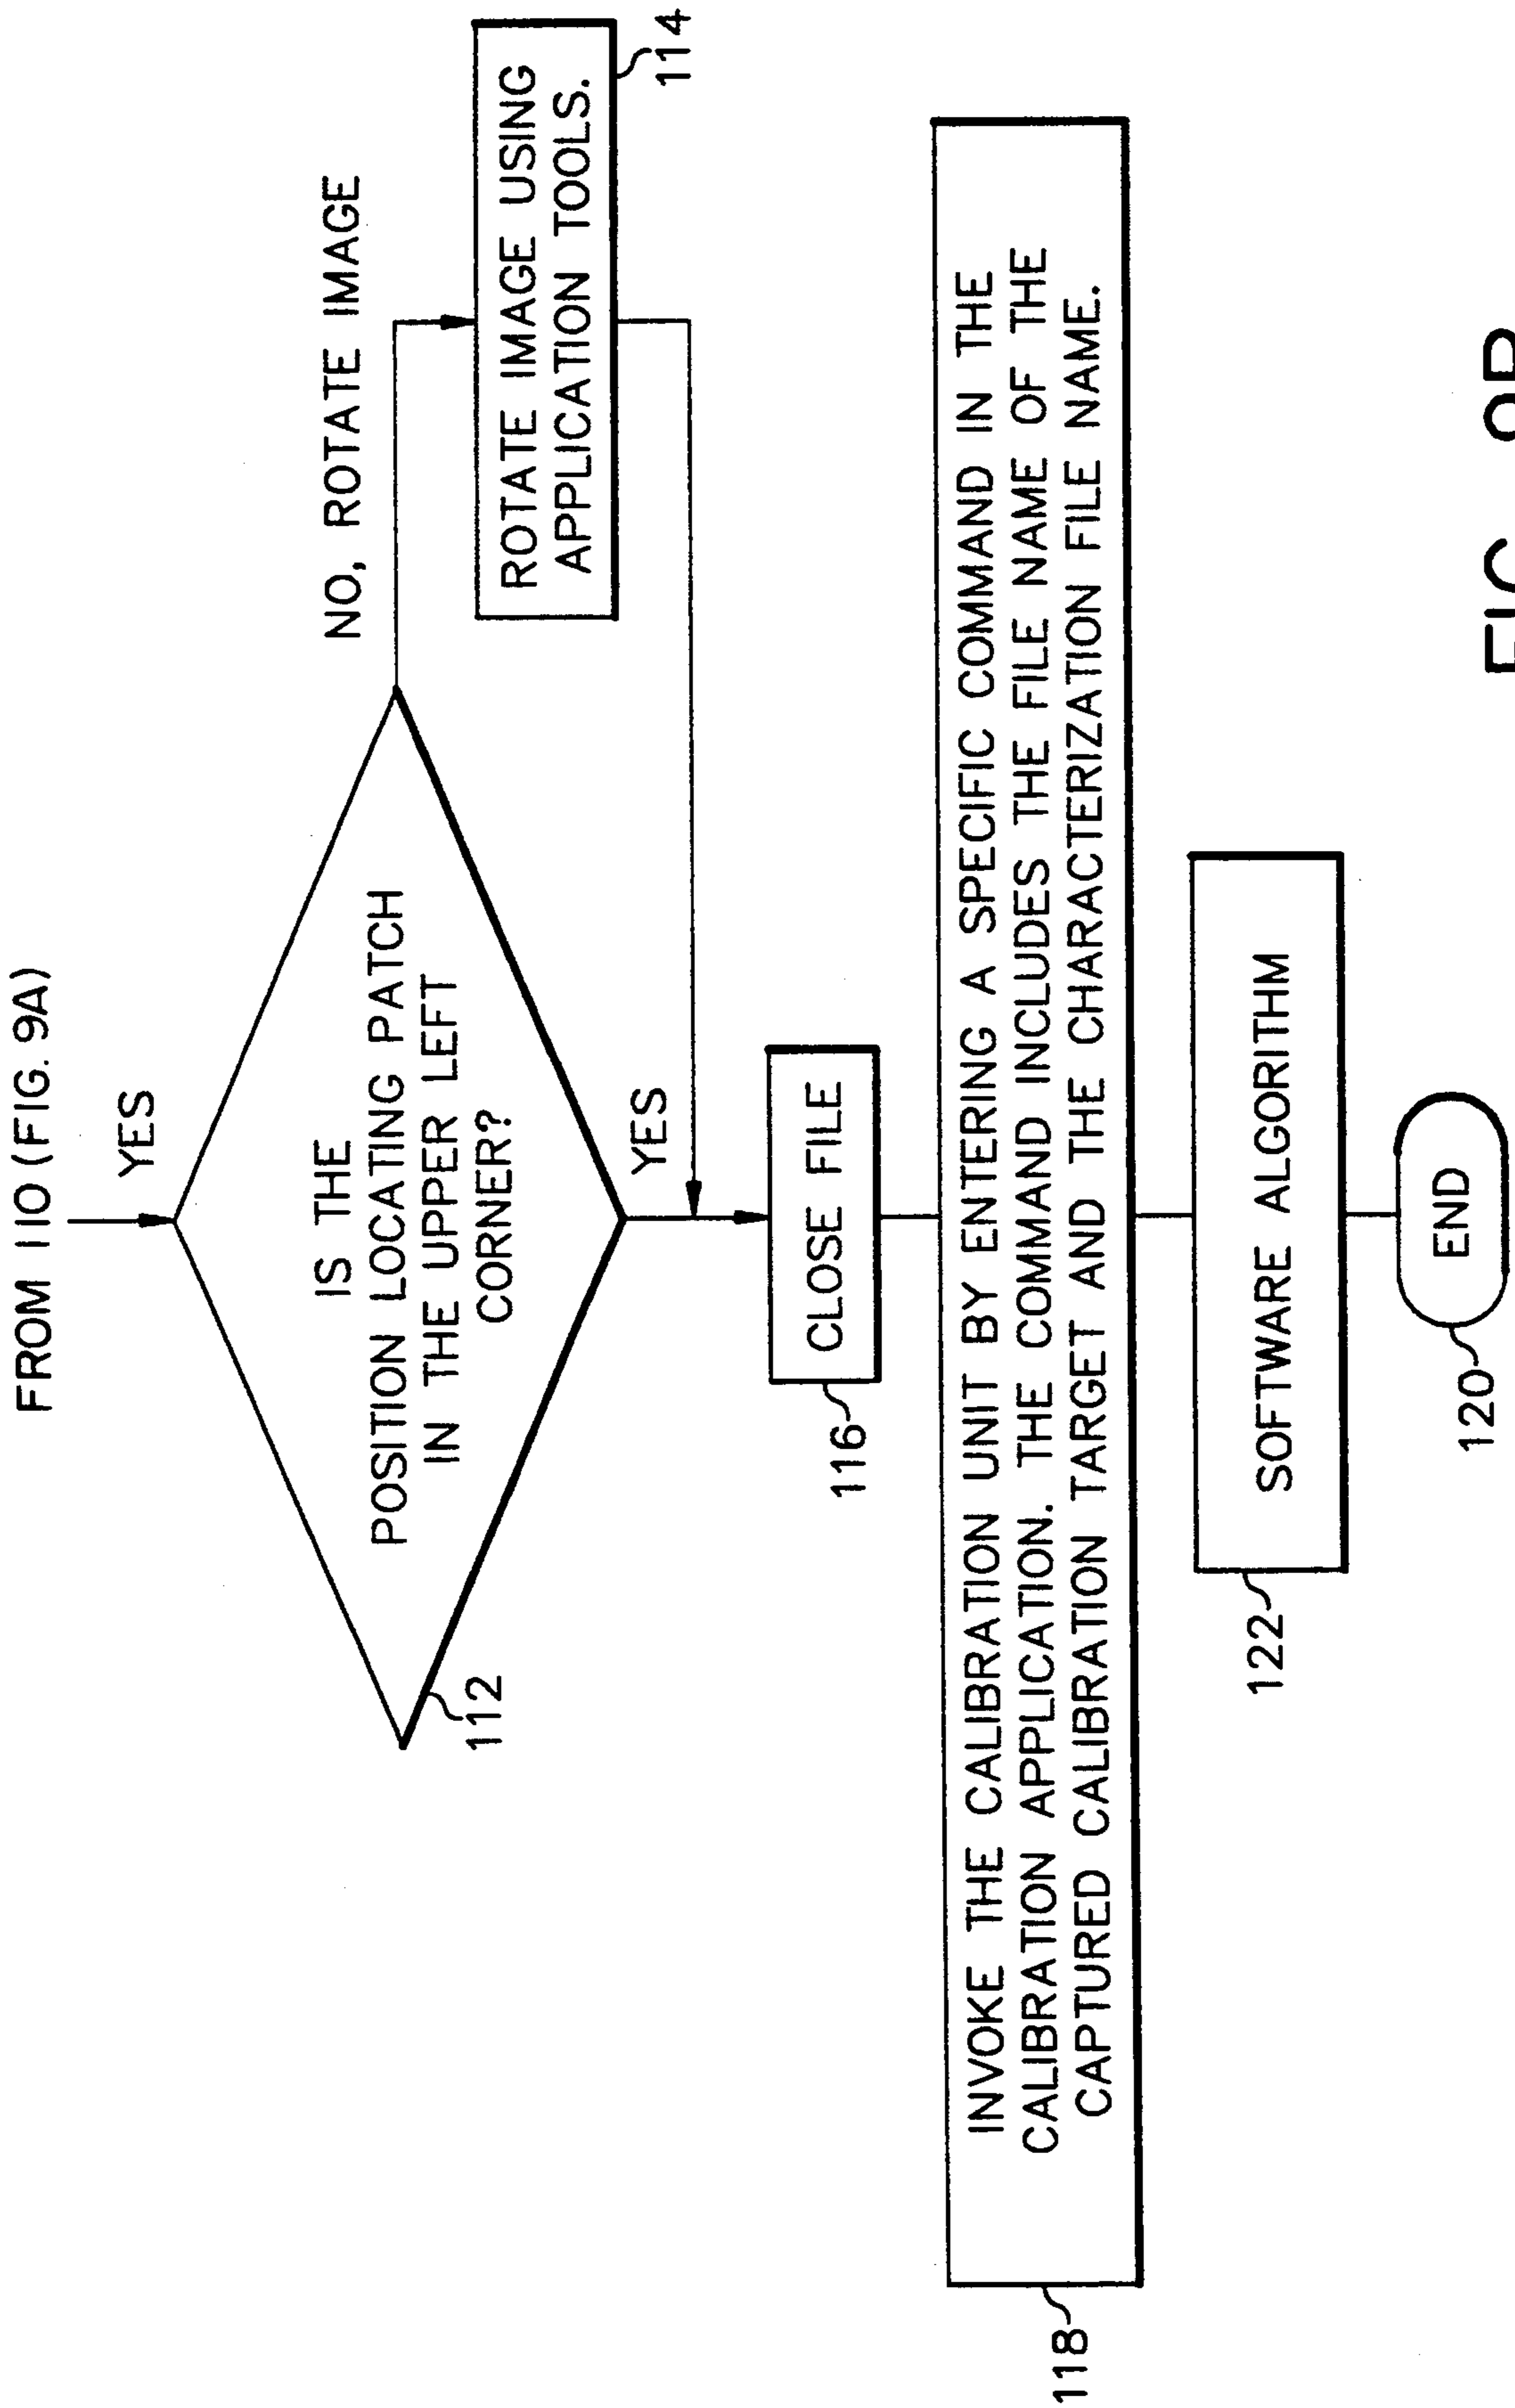 FROM 110 (FIG. 9A)
YES
IS THE
POSITION LOCATING PATCH
IN THE UPPER LEFT
CORNER?
112
NO, ROTATE IMAGE
ROTATE IMAGE USING
APPLICATION TOOLS.
114
YES
CLOSE FILE
116
INVOKE THE CALIBRATION UNIT BY ENTERING A SPECIFIC COMMAND IN THE
CALIBRATION APPLICATION. THE COMMAND INCLUDES THE FILE NAME OF THE
CAPTURED CALIBRATION TARGET AND THE CHARACTERIZATION FILE NAME.
118
SOFTWARE ALGORITHM
122
END
120